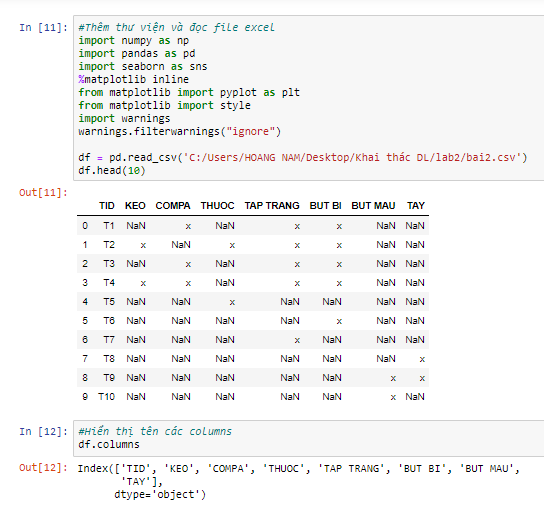 In [11]: #Thêm thư viện và đọc file excel
import numpy as np
import pandas as pd
import seaborn as sns
%matplotlib inline
from matplotlib import pyplot as plt
from matplotlib import style
import warnings
warnings.filterwarnings("ignore")
df = pd.read_csv('C:/Users/HOANG NAM/Desktop/Khai thác DL/lab2/bai2.csv')
df.head(10)
Out[11]:
TID KEO COMPA THUOC TAP TRANG BUT BI BUT MAU TAY
0 T1 NaN x NaN x x NaN NaN
1 T2 x NaN x x x NaN NaN
2 T3 NaN x NaN x x NaN NaN
3 T4 x x NaN x x NaN NaN
4 T5 NaN NaN x NaN NaN NaN NaN
5 T6 NaN NaN NaN NaN x NaN NaN
6 T7 NaN NaN NaN x NaN NaN NaN
7 T8 NaN NaN NaN NaN NaN NaN x
8 T9 NaN NaN NaN NaN NaN x x
9 T10 NaN NaN NaN NaN NaN x NaN
In [12]: #Hiển thị tên các columns
df.columns
Out[12]: Index(['TID', 'KEO', 'COMPA', 'THUOC', 'TAP TRANG', 'BUT BI', 'BUT MAU',
'TAY'],
dtype='object')